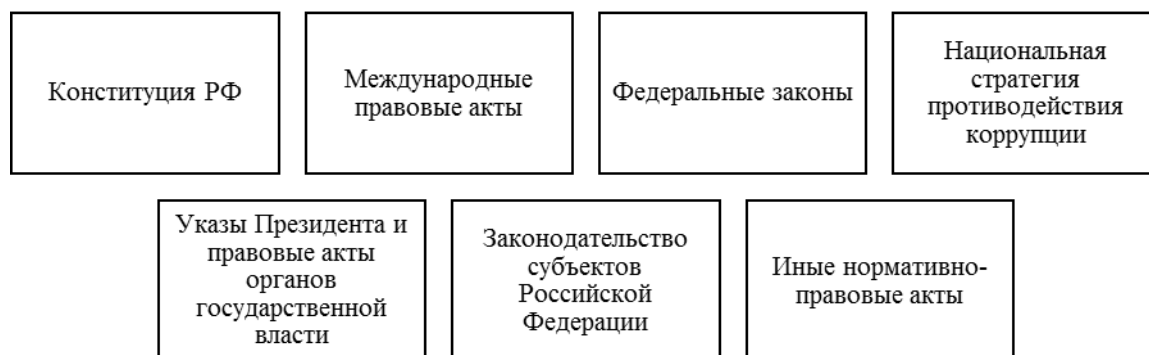 Конституция РФ
Международные
правовые акты
Федеральные законы
Национальная
стратегия
противодействия
коррупции
Указы Президента и
правовые акты
органов
государственной
власти
Законодательство
субъектов
Российской
Федерации
Иные нормативно-
правовые акты